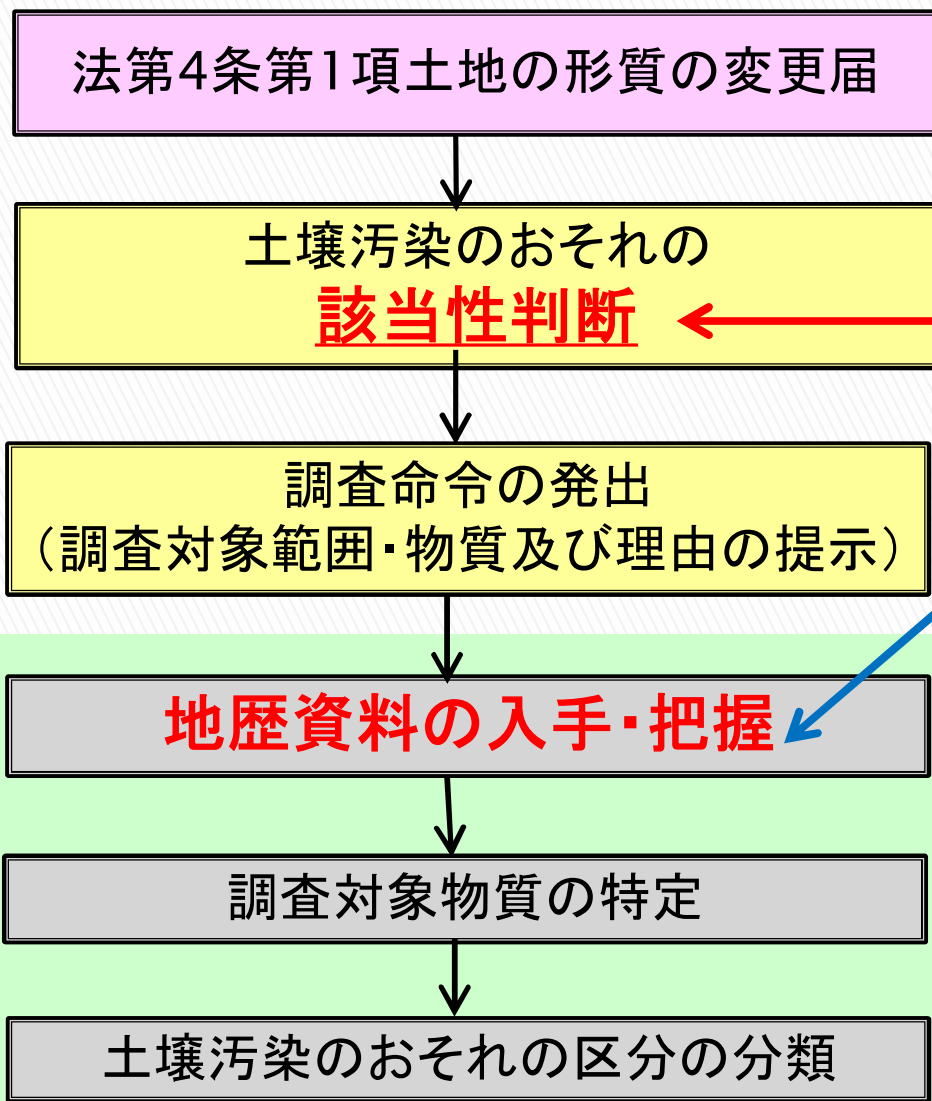 法第4条第1項土地の形質の変更届
土壌汚染のおそれの
該当性判断
調査命令の発出
（調査対象範囲・物質及び理由の提示）
地歴資料の入手・把握
調査対象物質の特定
土壌汚染のおそれの区分の分類